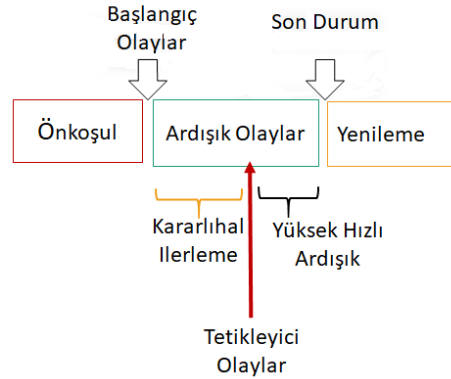 Başlangıç
Olaylar
Son Durum
Önkoşul
Ardışık Olaylar
Yenileme
Kararlıhal
Ilerleme
Yüksek Hızlı
Ardışık
Tetikleyici
Olaylar